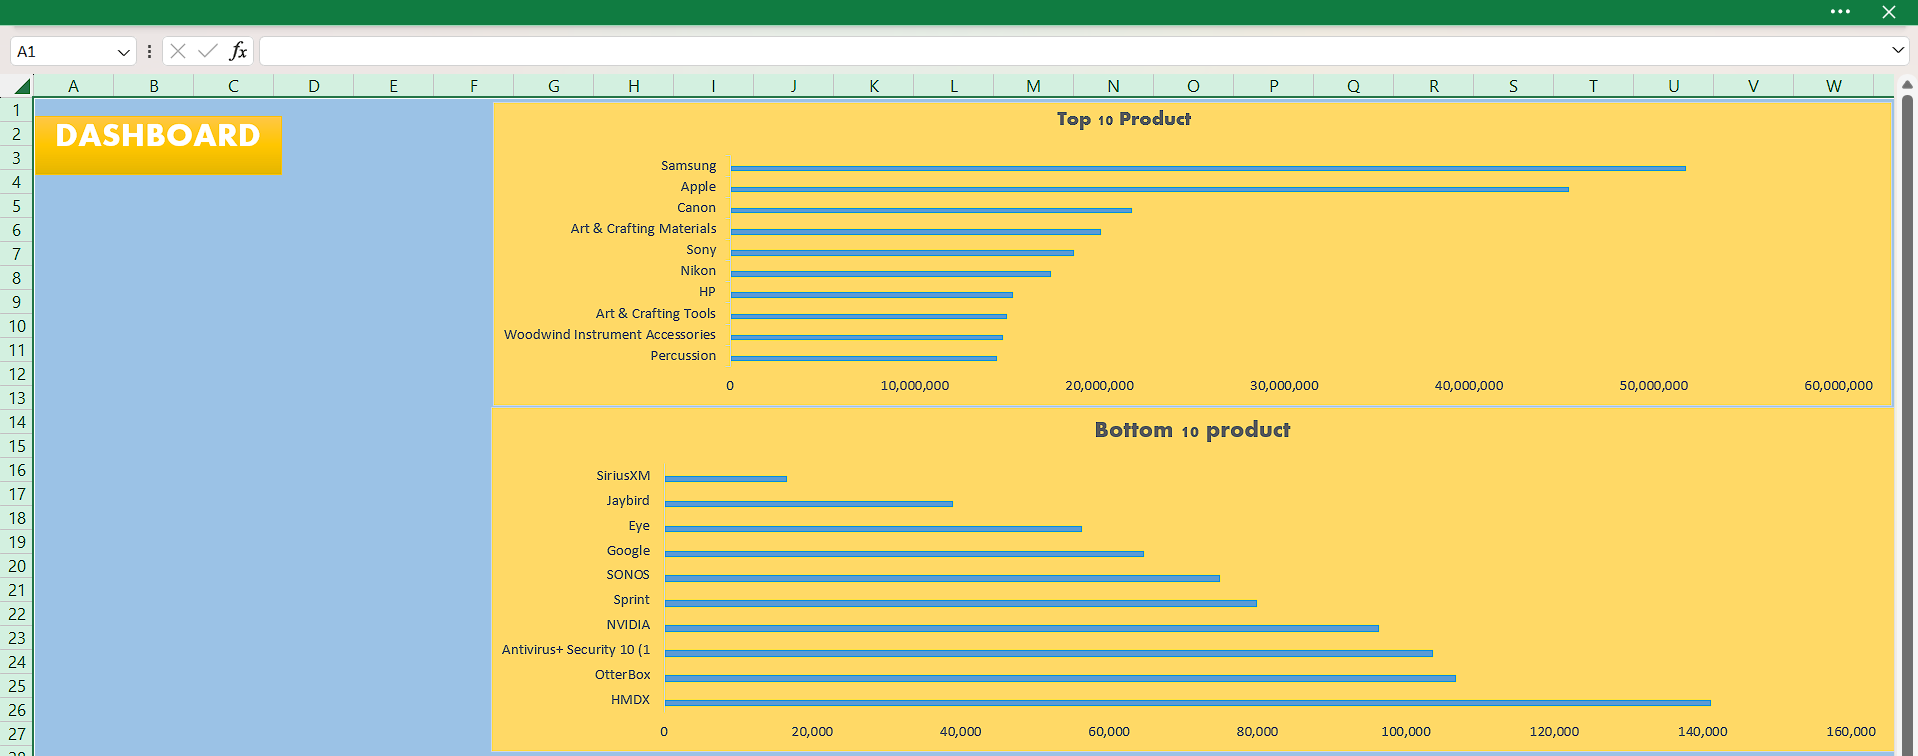 A1
fx
A B C D E F G H I J K L M N O P Q R S T U V W
1
2
3
4
5
6
7
8
9
10
11
12
13
14
15
16
17
18
19
20
21
22
23
24
25
26
27
28
DASHBOARD
Top 10 Product
Samsung
Apple
Canon
Art & Crafting Materials
Sony
Nikon
HP
Art & Crafting Tools
Woodwind Instrument Accessories
Percussion
0 10,000,000 20,000,000 30,000,000 40,000,000 50,000,000 60,000,000
Bottom 10 product
SiriusXM
Jaybird
Eye
Google
SONOS
Sprint
NVIDIA
Antivirus+ Security 10 (1
OtterBox
HMDX
0 20,000 40,000 60,000 80,000 100,000 120,000 140,000 160,000